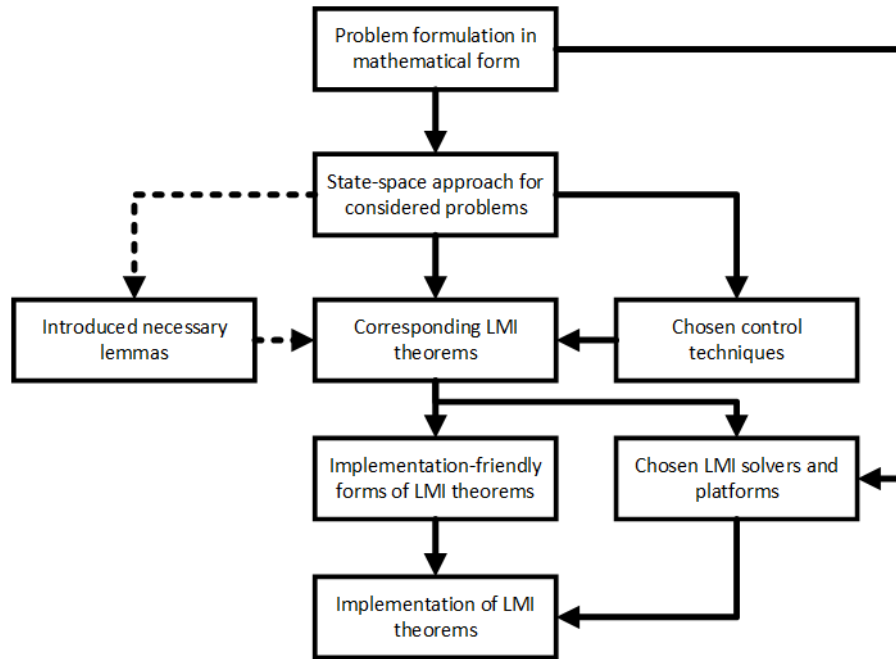 Problem formulation in
mathematical form
State-space approach for
considered problems
Introduced necessary
lemmas
Corresponding LMI
theorems
Chosen control
techniques
Implementation-friendly
forms of LMI theorems
Chosen LMI solvers and
platforms
Implementation of LMI
theorems